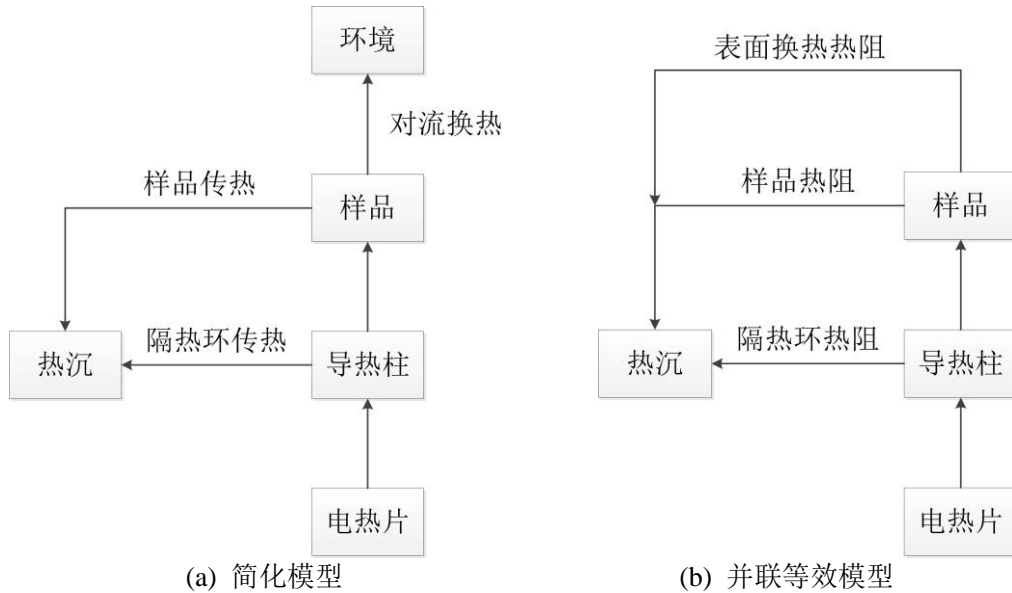 环境
对流换热
样品传热
样品
隔热环传热
热沉
导热柱
电热片
(a) 简化模型
表面换热热阻
样品热阻
样品
隔热环热阻
热沉
导热柱
电热片
(b) 并联等效模型